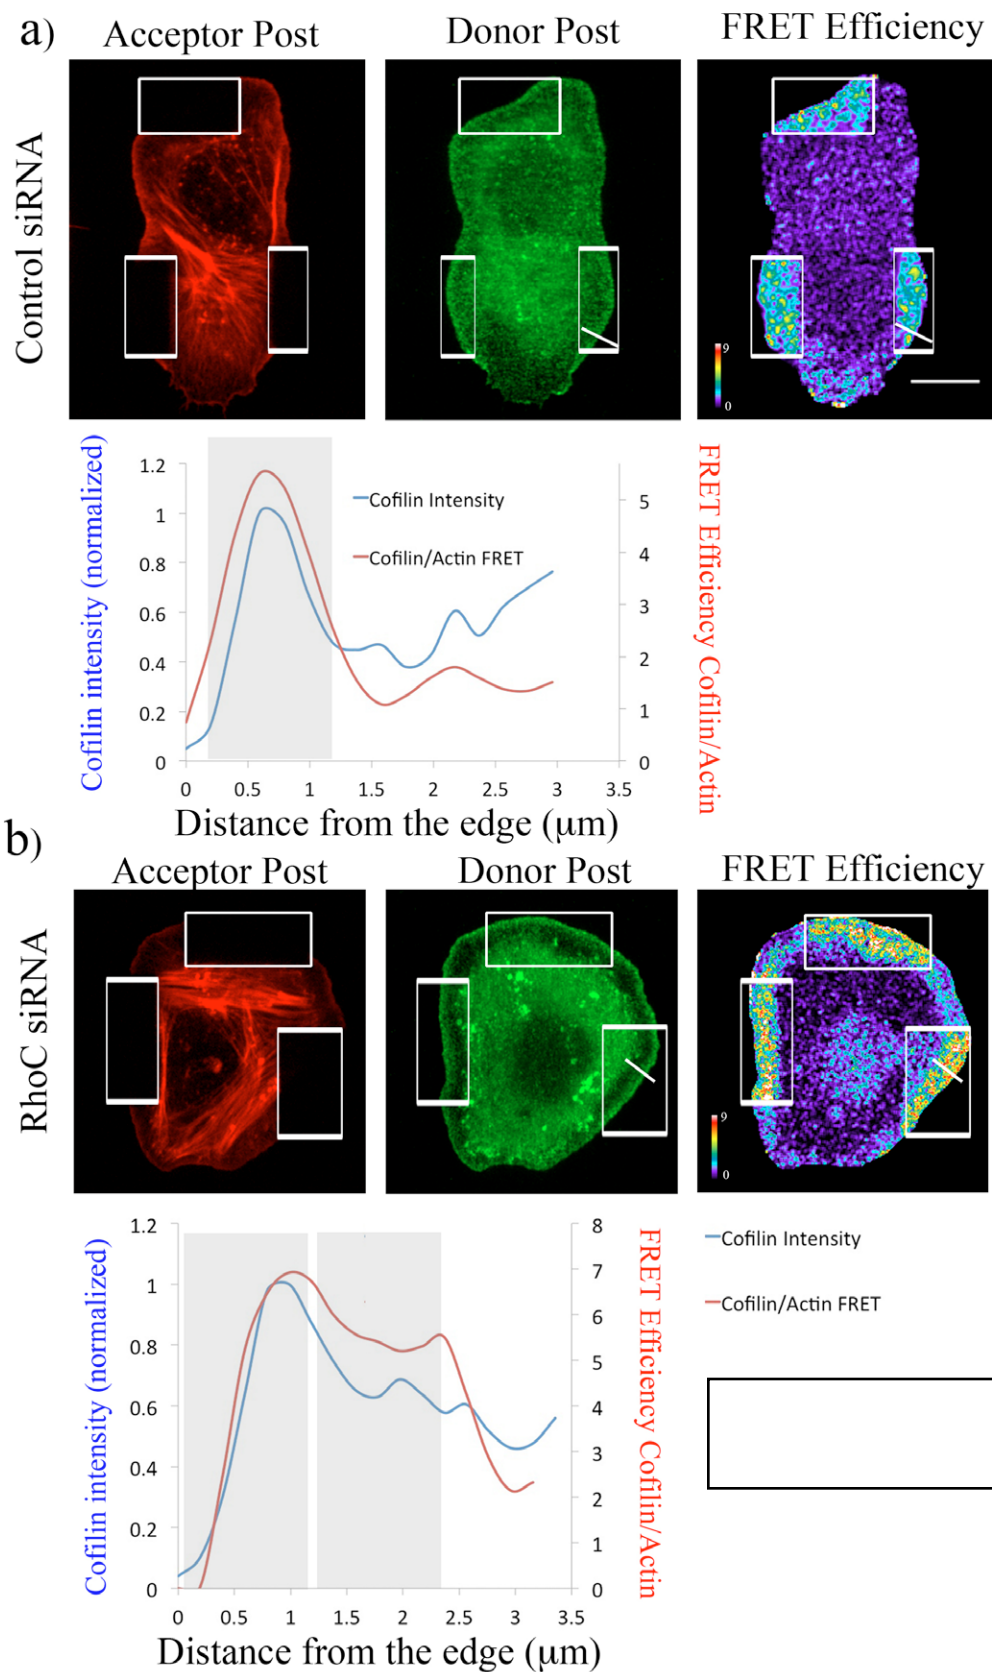 a)
Acceptor Post
Donor Post
FRET Efficiency
Control siRNA
9
0
Cofilin intensity (normalized)
1.2
1
0.8
0.6
0.4
0.2
0
Cofilin Intensity
Cofilin/Actin FRET
5
4
3
2
1
0
FRET Efficiency Cofilin/Actin
0 0.5 1 1.5 2 2.5 3 3.5
Distance from the edge (μm)
b)
Acceptor Post
Donor Post
FRET Efficiency
RhoC siRNA
9
0
Cofilin intensity (normalized)
1.2
1
0.8
0.6
0.4
0.2
0
8
7
6
5
4
3
2
1
0
FRET Efficiency Cofilin/Actin
Cofilin Intensity
Cofilin/Actin FRET
0 0.5 1 1.5 2 2.5 3 3.5
Distance from the edge (μm)